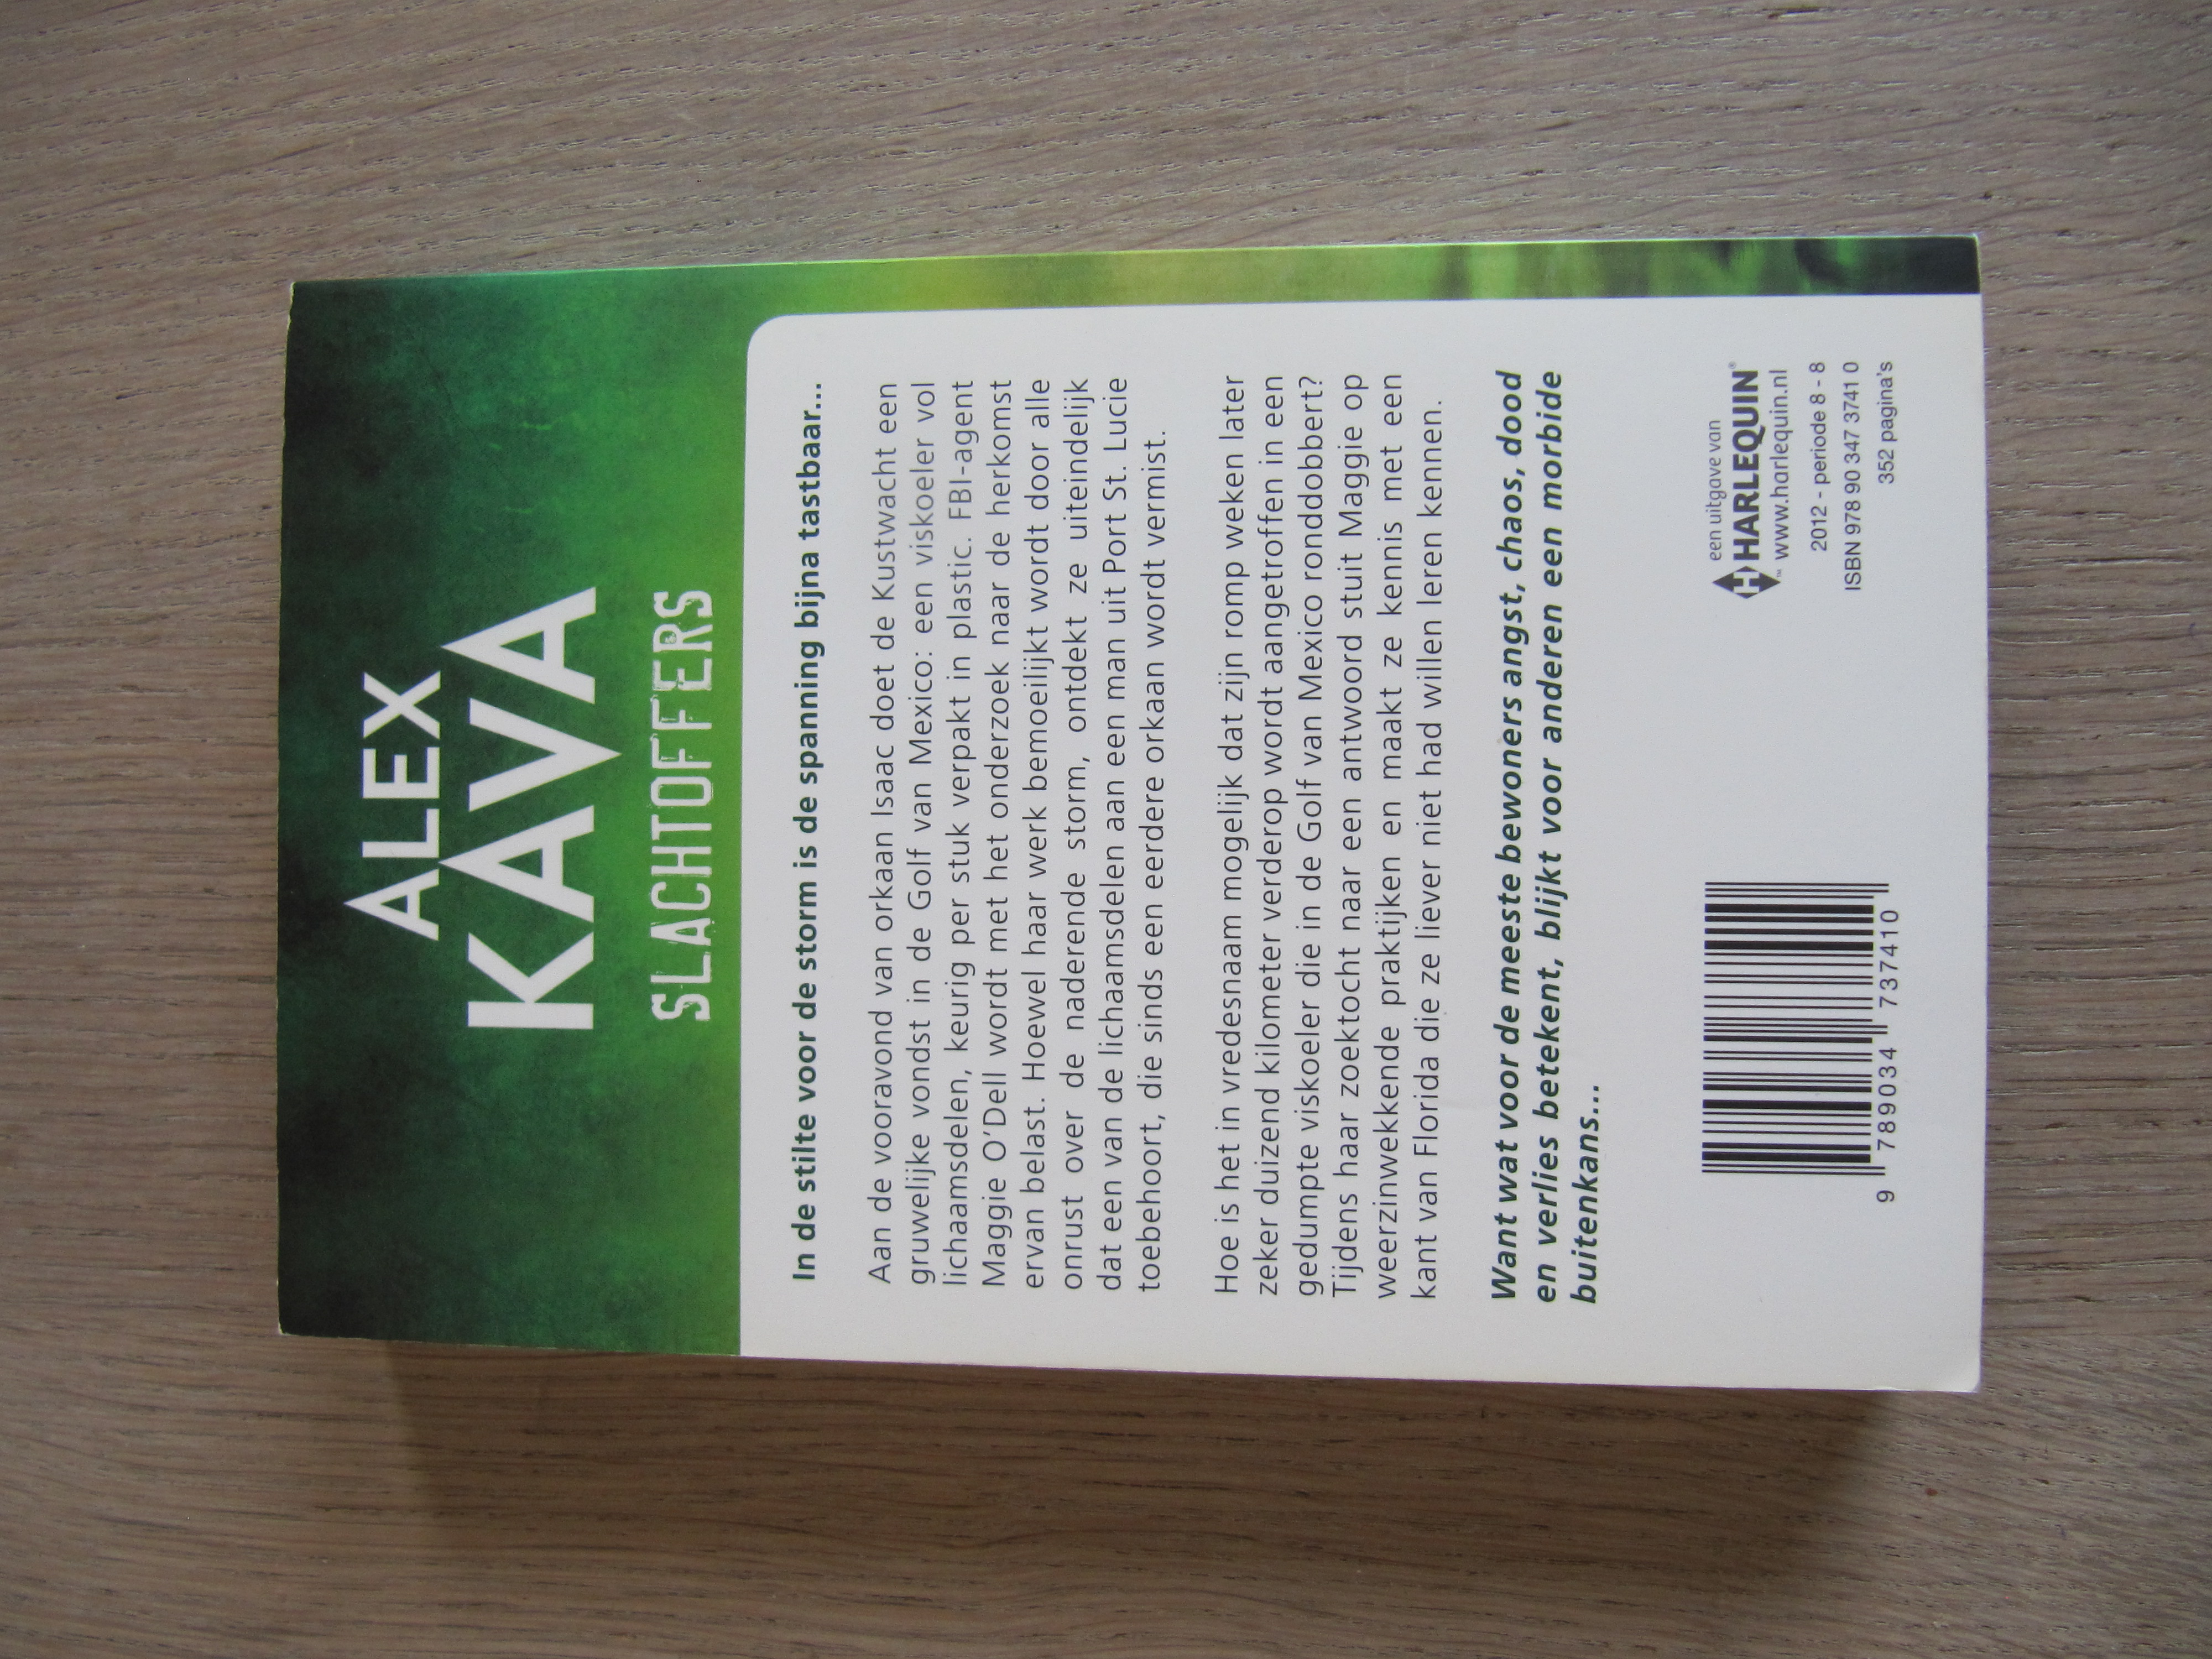 ALEX
KAVA
SLACHTOFFERS
In de stilte voor de storm is de spanning bijna tastbaar...
Aan de vooravond van orkaan Isaac doet de Kustwacht een
gruwelijke vondst in de Golf van Mexico: een viskoeler vol
lichaamsdelen, keurig per stuk verpakt in plastic. FBI-agent
Maggie O'Dell wordt met het onderzoek naar de herkomst
ervan belast. Hoewel haar werk bemoeilijkt wordt door alle
onrust over de naderende storm, ontdekt ze uiteindelijk
dat een van de lichaamsdelen aan een man uit Port St. Lucie
toebehoort, die sinds een eerdere orkaan wordt vermist.
Hoe is het in vredesnaam mogelijk dat zijn romp weken later
zeker duizend kilometer verderop wordt aangetroffen in een
gedumpte viskoeler die in de Golf van Mexico ronddobbert?
Tijdens haar zoektocht naar een antwoord stuit Maggie op
weerzinwekkende praktijken en maakt ze kennis met een
kant van Florida die ze liever niet had willen leren kennen.
Want wat voor de meeste bewoners angst, chaos, dood
en verlies betekent, blijkt voor anderen een morbide
buitenkans...
een uitgave van
HARLEQUIN®
™ www.harlequin.nl
2012 - periode 8 - 8
ISBN 978 90 347 3741 0
352 pagina's
9 789034 737410